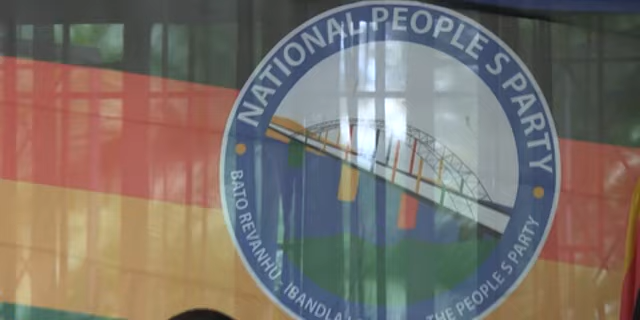 NATIONAL PEOPLE S PARTY
BATO REVANHU, IBANDLA
THE PEOPLE S PARTY